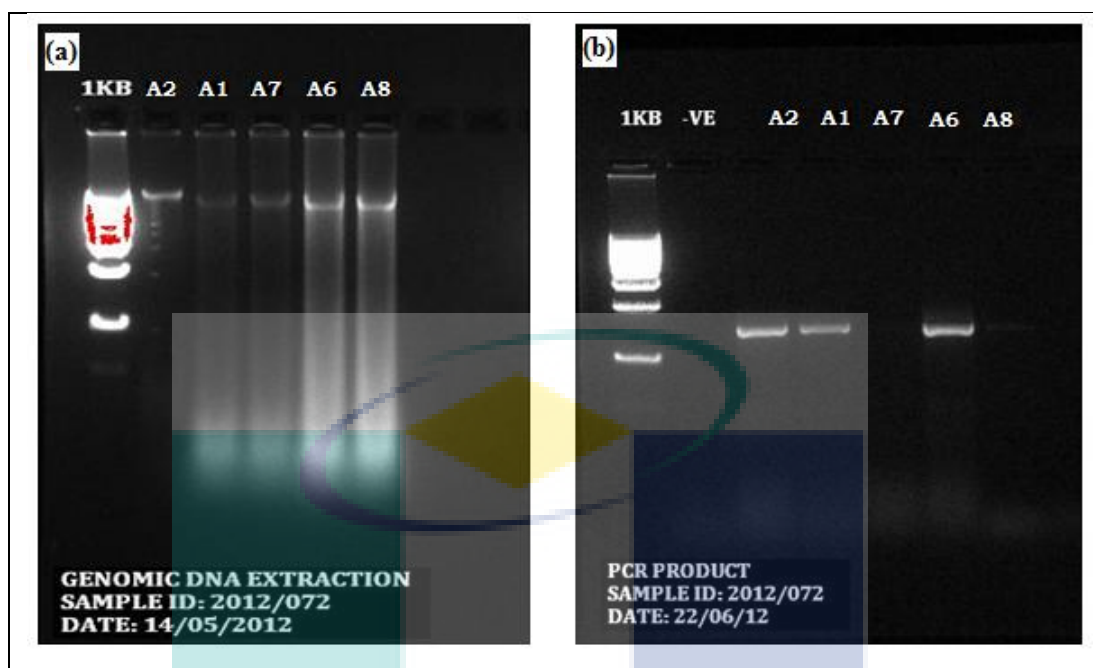 (a)
1KB A2 A1 A7 A6 A8
GENOMIC DNA EXTRACTION
SAMPLE ID: 2012/072
DATE: 14/05/2012
(b)
1KB -VE A2 A1 A7 A6 A8
PCR PRODUCT
SAMPLE ID: 2012/072
DATE: 22/06/12